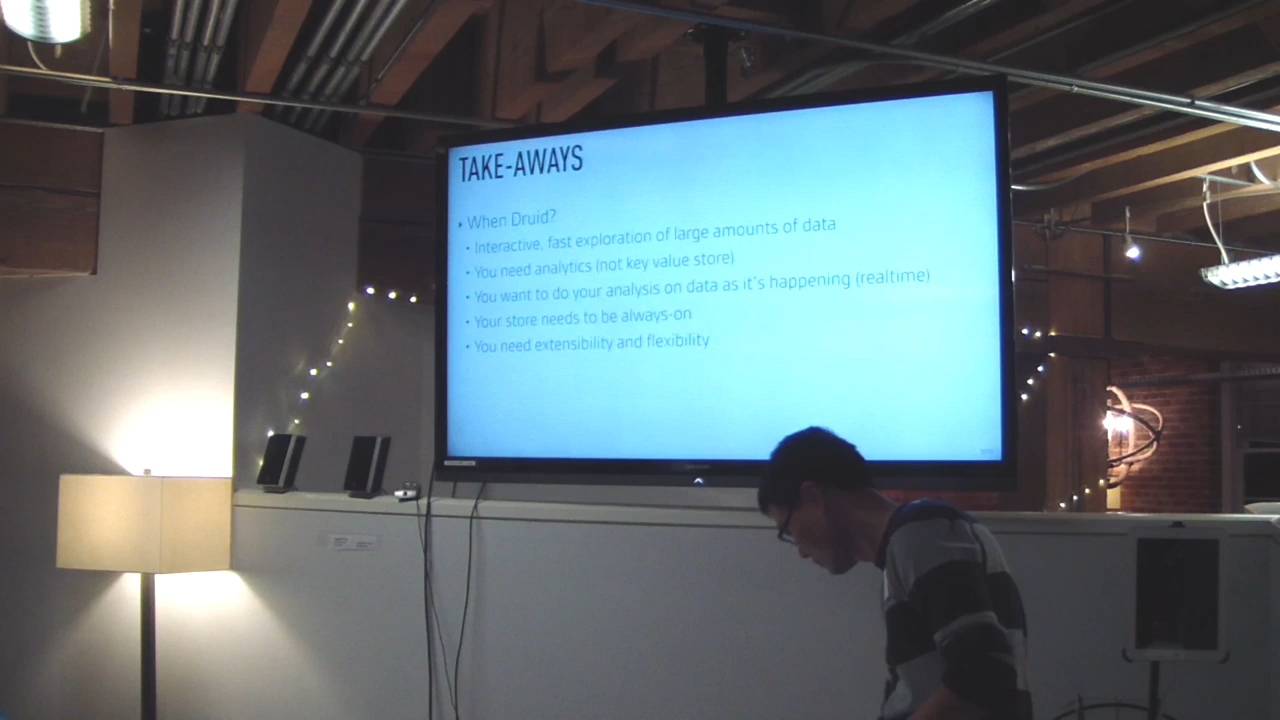 TAKE-AWAYS
▸ When Druid?
• Interactive, fast exploration of large amounts of data
• You need analytics (not key value store)
• You want to do your analysis on data as it's happening (realtime)
• Your store needs to be always-on
• You need extensibility and flexibility